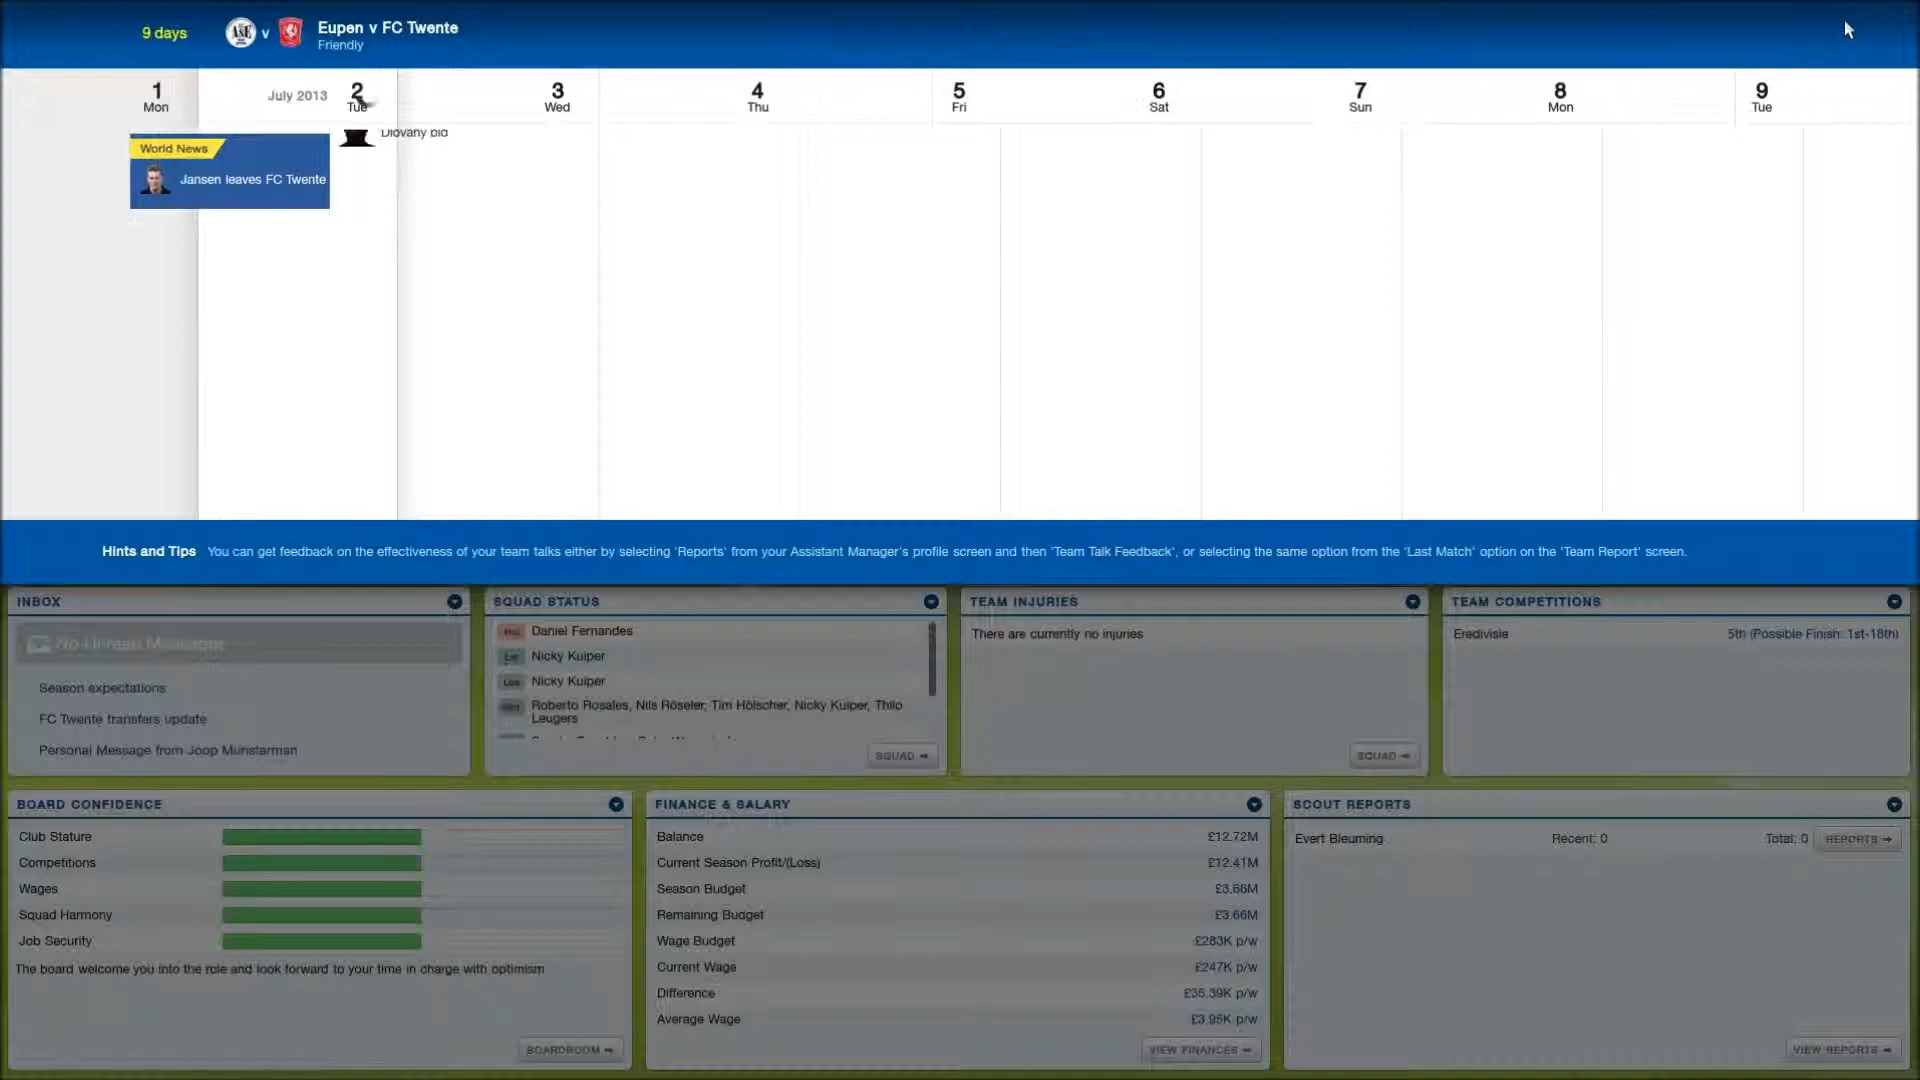 9 days
v
Eupen v FC Twente
Friendly
1
Mon
July 2013
2
Tue
3
Wed
4
Thu
5
Fri
6
Sat
7
Sun
8
Mon
9
Tue
World News
Jansen leaves FC Twente
Diovany bid
Hints and Tips You can get feedback on the effectiveness of your team talks either by selecting 'Reports' from your Assistant Manager's profile screen and then 'Team Talk Feedback', or selecting the same option from the 'Last Match' option on the 'Team Report' screen.
INBOX
No Unread Messages
Season expectations
FC Twente transfers update
Personal Message from Joop Munsterman
SQUAD STATUS
Daniel Fernandes
Nicky Kuiper
Nicky Kuiper
Roberto Rosales, Nils Röseler, Tim Hölscher, Nicky Kuiper, Thilo
Leugers
SQUAD
TEAM INJURIES
There are currently no injuries
SQUAD
TEAM COMPETITIONS
Eredivisie 5th (Possible Finish: 1st-18th)
BOARD CONFIDENCE
Club Stature
Competitions
Wages
Squad Harmony
Job Security
The board welcome you into the role and look forward to your time in charge with optimism
BOARDROOM
FINANCE & SALARY
Balance £12.72M
Current Season Profit/(Loss) £12.41M
Season Budget £3.66M
Remaining Budget £3.66M
Wage Budget £283K p/w
Current Wage £247K p/w
Difference £35.39K p/w
Average Wage £3.95K p/w
VIEW FINANCES
SCOUT REPORTS
Evert Bleuming Recent: 0 Total: 0 REPORTS
VIEW REPORTS